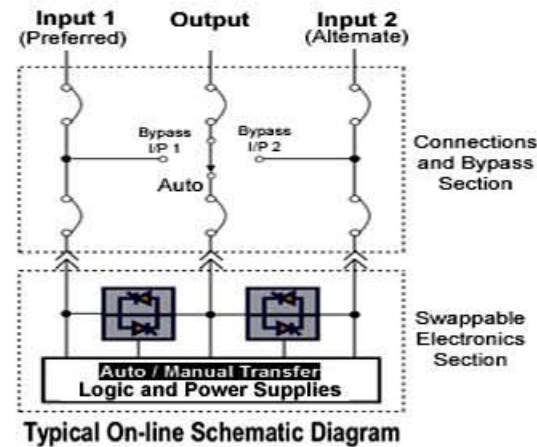 Input 1
(Preferred)
Output
Input 2
(Alternate)
Bypass
I/P 1
Bypass
I/P 2
Auto
Connections
and Bypass
Section
Swappable
Electronics
Section
Auto / Manual Transfer
Logic and Power Supplies
Typical On-line Schematic Diagram